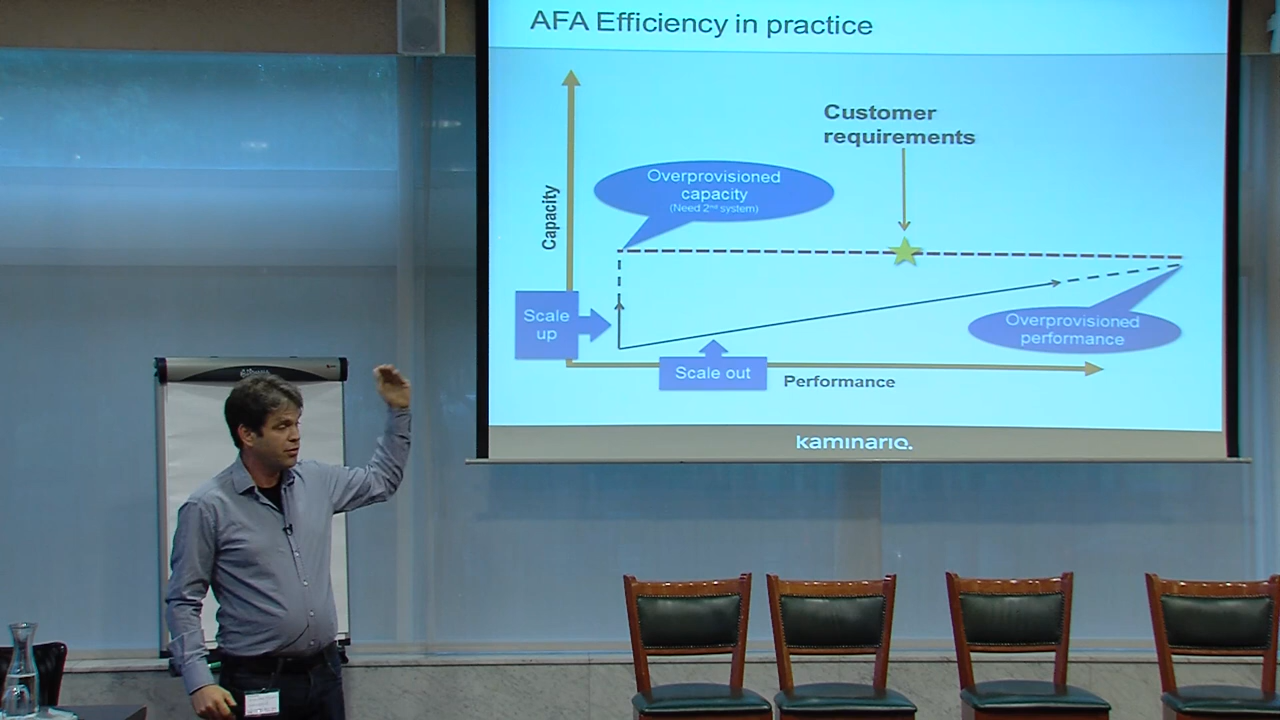 AFA Efficiency in practice
Customer
requirements
Overprovisioned
capacity
(Need 2nd system)
Capacity
Scale
up
Overprovisioned
performance
Scale out
Performance
kaminario.